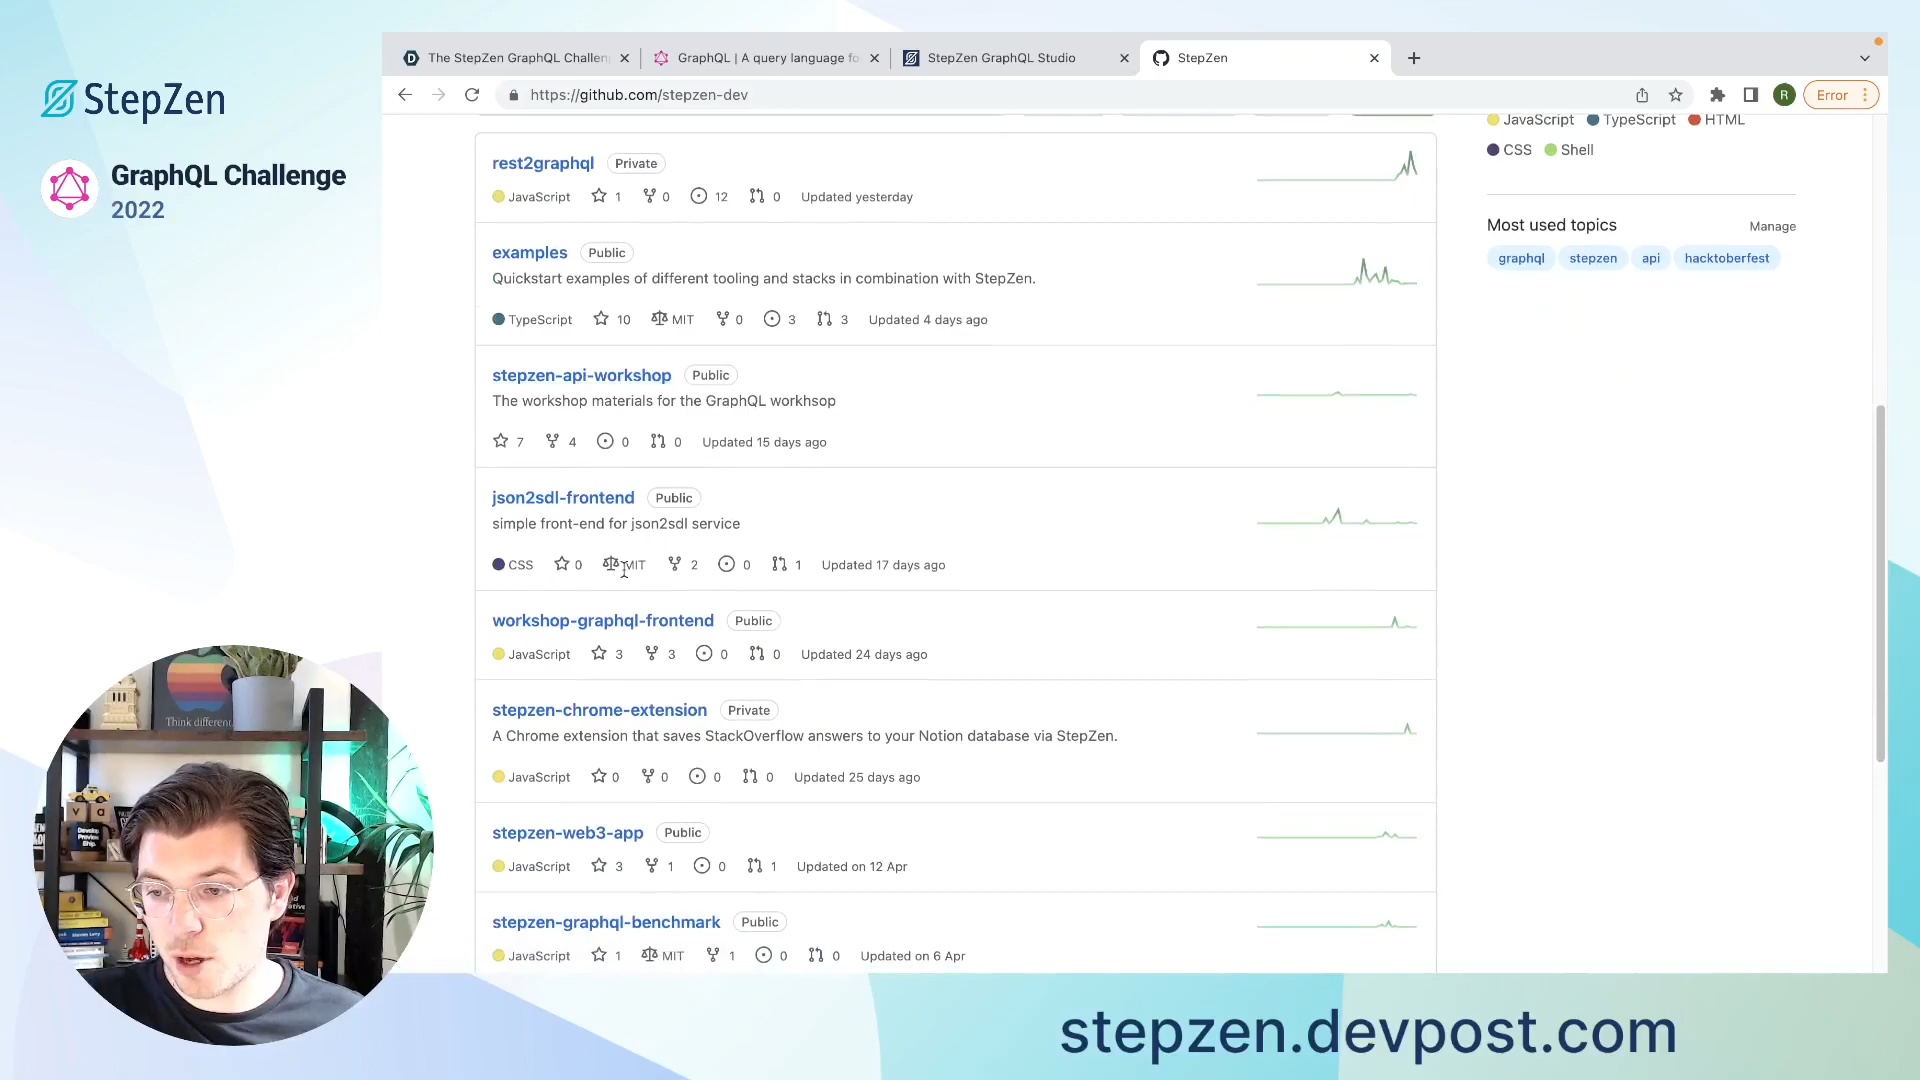 StepZen
GraphQL Challenge
2022
The StepZen GraphQL Challen
GraphQL | A query language fo
StepZen GraphQL Studio
StepZen
https://github.com/stepzen-dev
R
Error
JavaScript TypeScript HTML
CSS Shell
Most used topics Manage
graphql stepzen api hacktoberfest
rest2graphql Private
JavaScript 1 0 12 0 Updated yesterday
examples Public
Quickstart examples of different tooling and stacks in combination with StepZen.
TypeScript 10 MIT 0 3 3 Updated 4 days ago
stepzen-api-workshop Public
The workshop materials for the GraphQL workhsop
7 4 0 0 Updated 15 days ago
json2sdl-frontend Public
simple front-end for json2sdl service
CSS 0 MIT 2 0 1 Updated 17 days ago
workshop-graphql-frontend Public
JavaScript 3 3 0 0 Updated 24 days ago
stepzen-chrome-extension Private
A Chrome extension that saves StackOverflow answers to your Notion database via StepZen.
JavaScript 0 0 0 0 Updated 25 days ago
stepzen-web3-app Public
JavaScript 3 1 0 1 Updated on 12 Apr
stepzen-graphql-benchmark Public
JavaScript 1 MIT 1 0 0 Updated on 6 Apr
Think different.
stepzen.devpost.com